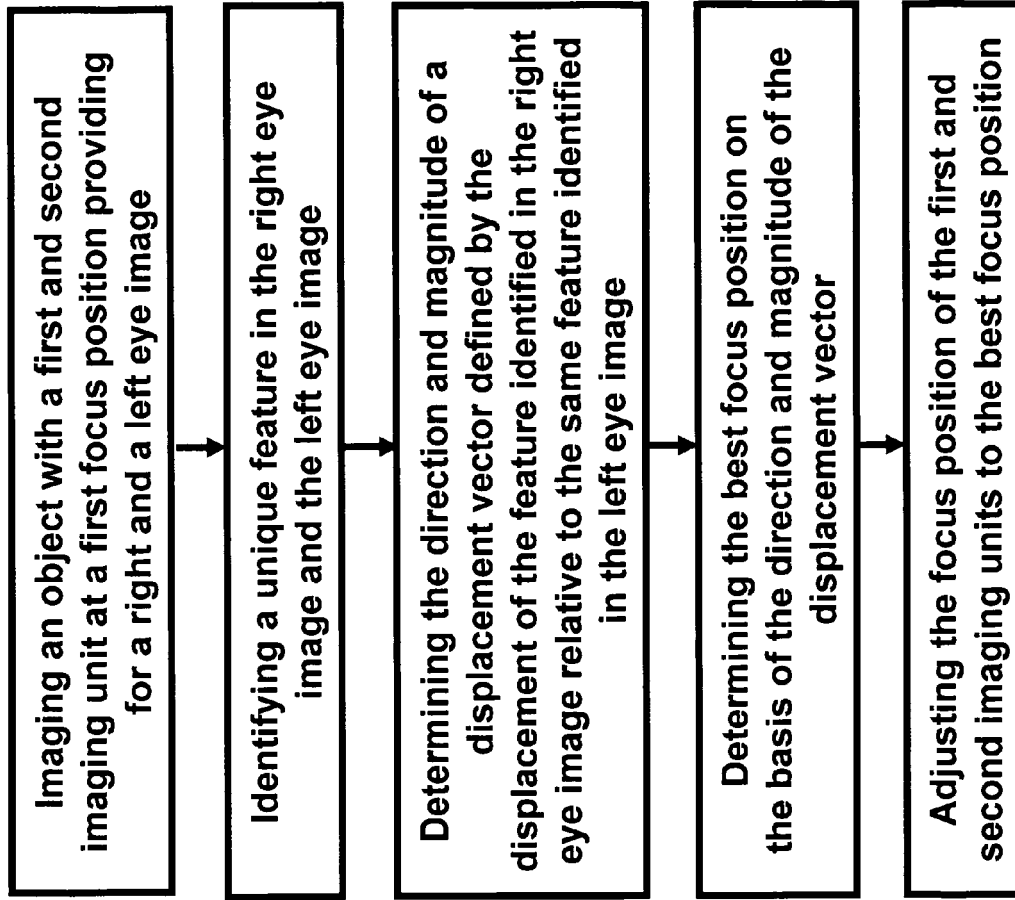 Imaging an object with a first and second
imaging unit at a first focus position providing
for a right and a left eye image
Identifying a unique feature in the right eye
image and the left eye image
Determining the direction and magnitude of a
displacement vector defined by the
displacement of the feature identified in the right
eye image relative to the same feature identified
in the left eye image
Determining the best focus position on
the basis of the direction and magnitude of the
displacement vector
Adjusting the focus position of the first and
second imaging units to the best focus position